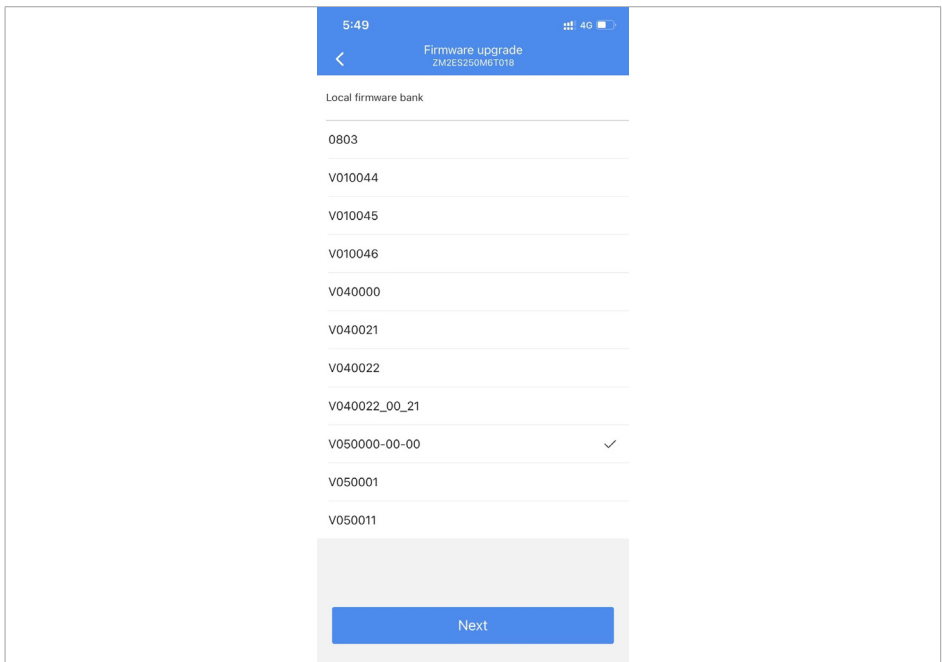 5:49
4G
Firmware upgrade
ZM2ES250M6T018
Local firmware bank
0803
V010044
V010045
V010046
V040000
V040021
V040022
V040022_00_21
V050000-00-00
V050001
V050011
Next